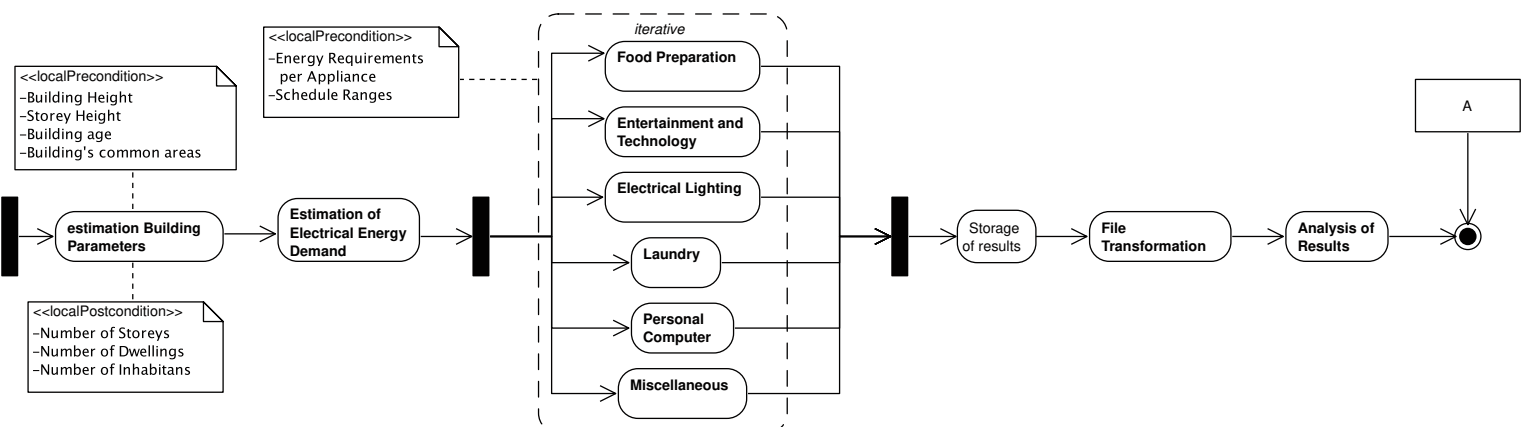 <<localPrecondition>>
–Building Height
–Storey Height
–Building age
–Building's common areas
estimation Building
Parameters
<<localPostcondition>>
–Number of Storeys
–Number of Dwellings
–Number of Inhabitans
<<localPrecondition>>
–Energy Requirements
per Appliance
–Schedule Ranges
Estimation of
Electrical Energy
Demand
iterative
Food Preparation
Entertainment and
Technology
Electrical Lighting
Laundry
Personal
Computer
Miscellaneous
Storage
of results
File
Transformation
Analysis of
Results
A